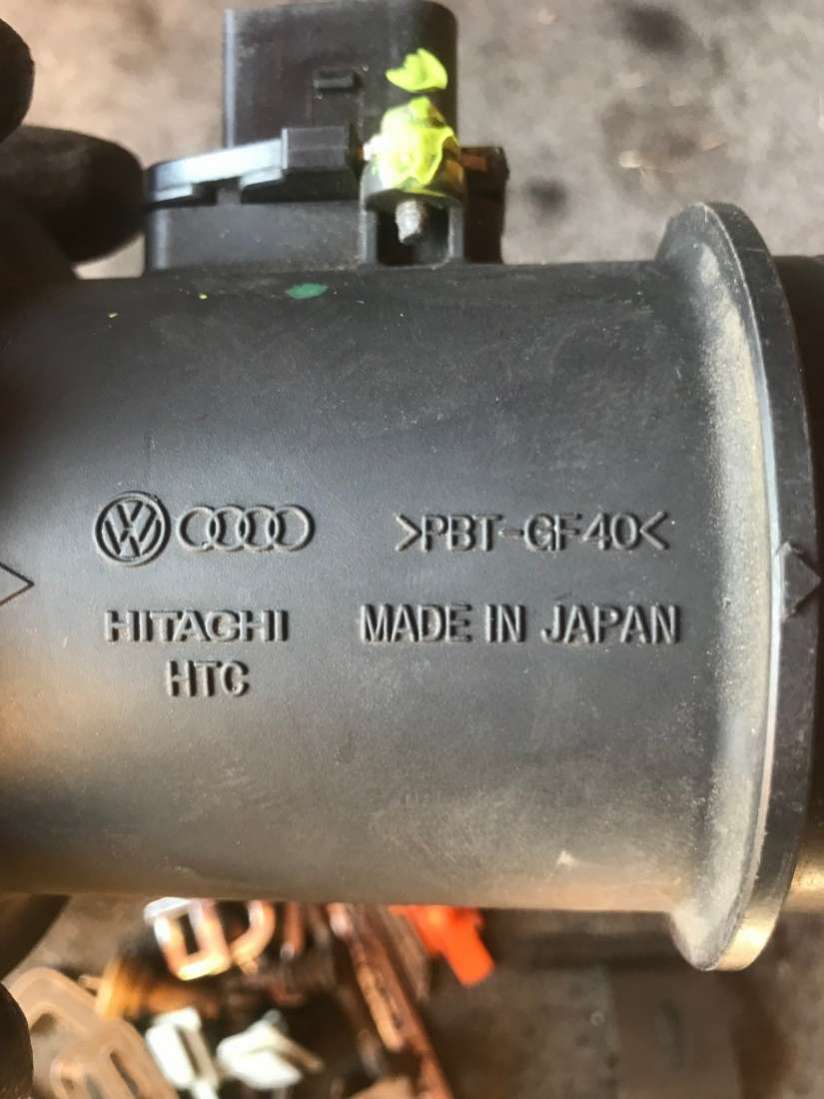 >PBT-GF40<
HITACHI MADE IN JAPAN
HTC